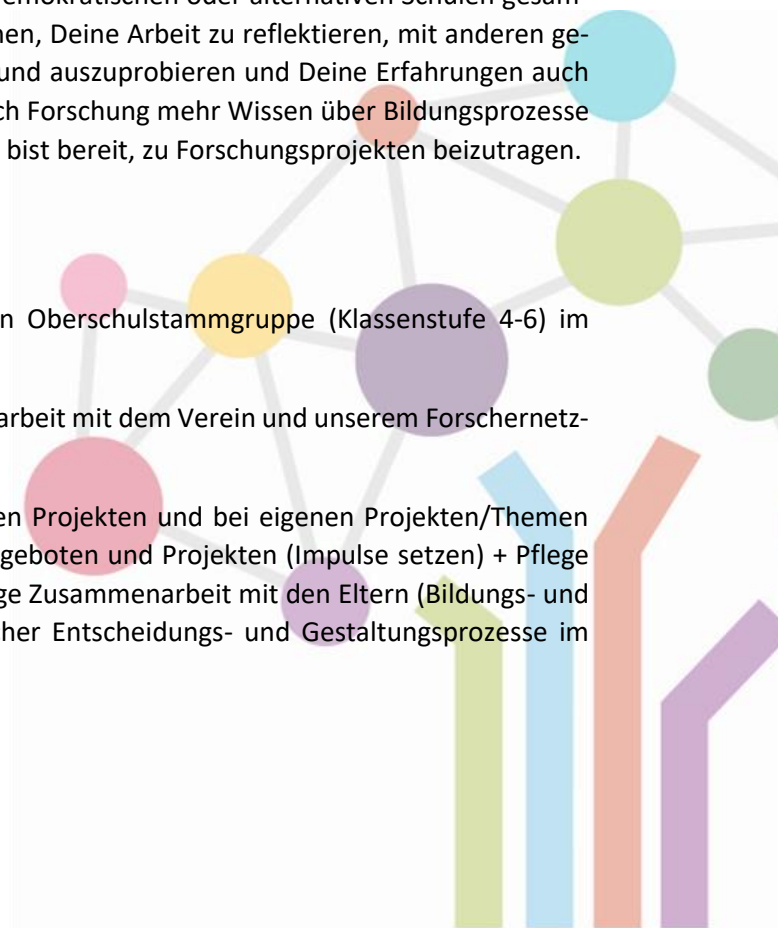 emokratischen oder alternativen Schulen gesam-
nen, Deine Arbeit zu reflektieren, mit anderen ge-
und auszuprobieren und Deine Erfahrungen auch
ch Forschung mehr Wissen über Bildungsprozesse
bist bereit, zu Forschungsprojekten beizutragen.
n Oberschulstammgruppe (Klassenstufe 4-6) im
arbeit mit dem Verein und unserem Forschernetz-
en Projekten und bei eigenen Projekten/Themen
geboten und Projekten (Impulse setzen) + Pflege
ge Zusammenarbeit mit den Eltern (Bildungs- und
cher Entscheidungs- und Gestaltungsprozesse im